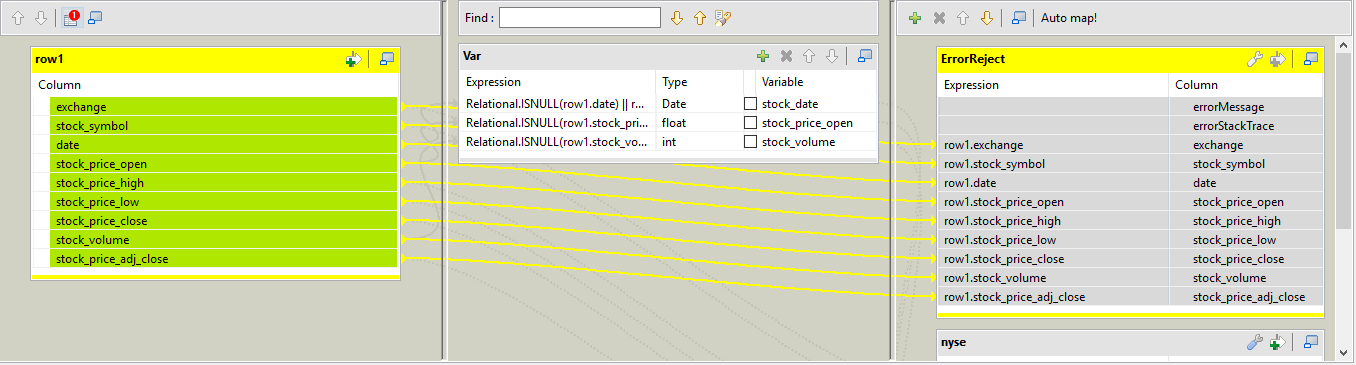 1
Find :
Auto map!
row1
Column
exchange
stock_symbol
date
stock_price_open
stock_price_high
stock_price_low
stock_price_close
stock_volume
stock_price_adj_close
Var
Expression Type Variable
Relational.ISNULL(row1.date) || r... Date stock_date
Relational.ISNULL(row1.stock_pri... float stock_price_open
Relational.ISNULL(row1.stock_vo... int stock_volume
ErrorReject
Expression Column
errorMessage
errorStackTrace
row1.exchange exchange
row1.stock_symbol stock_symbol
row1.date date
row1.stock_price_open stock_price_open
row1.stock_price_high stock_price_high
row1.stock_price_low stock_price_low
row1.stock_price_close stock_price_close
row1.stock_volume stock_volume
row1.stock_price_adj_close stock_price_adj_close
nyse